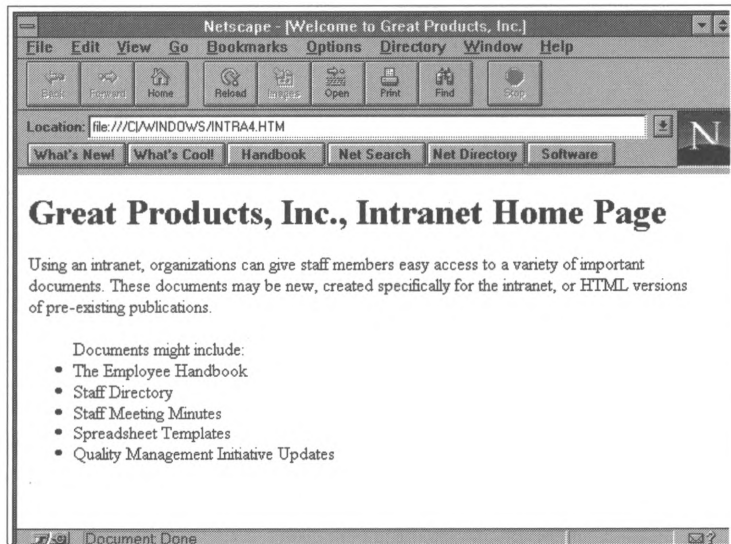 Netscape - [Welcome to Great Products, Inc.]
File Edit View Go Bookmarks Options Directory Window Help
Back Forward Home Reload Images Open Print Find Stop
Location: file:///C|/WINDOWS/INTRA4.HTM
N
What's New! What's Cool! Handbook Net Search Net Directory Software
Great Products, Inc., Intranet Home Page
Using an intranet, organizations can give staff members easy access to a variety of important
documents. These documents may be new, created specifically for the intranet, or HTML versions
of pre-existing publications.
Documents might include:
• The Employee Handbook
• Staff Directory
• Staff Meeting Minutes
• Spreadsheet Templates
• Quality Management Initiative Updates
Document Done
?